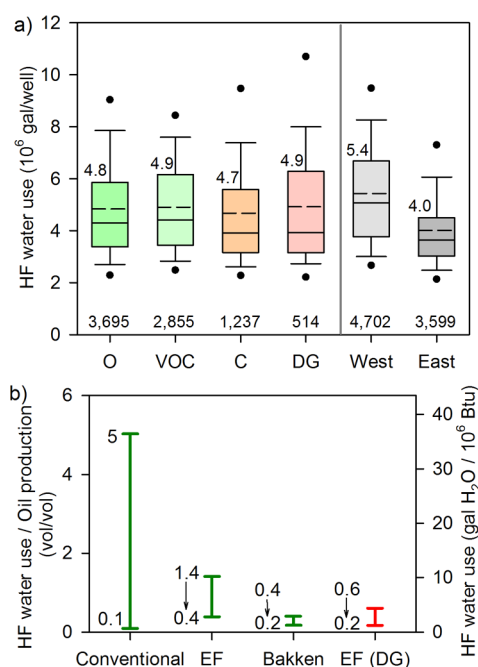 a)
HF water use (10⁶ gal/well)
12
10
8
6
4
2
0
4.8
4.9
4.7
4.9
5.4
4.0
3,695
2,855
1,237
514
4,702
3,599
O
VOC
C
DG
West
East
b)
HF water use / Oil production
(vol/vol)
6
4
2
0
5
0.1
1.4
0.4
0.4
0.2
0.6
0.2
40
30
20
10
0
HF water use (gal H₂O / 10⁶ Btu)
Conventional
EF
Bakken
EF (DG)